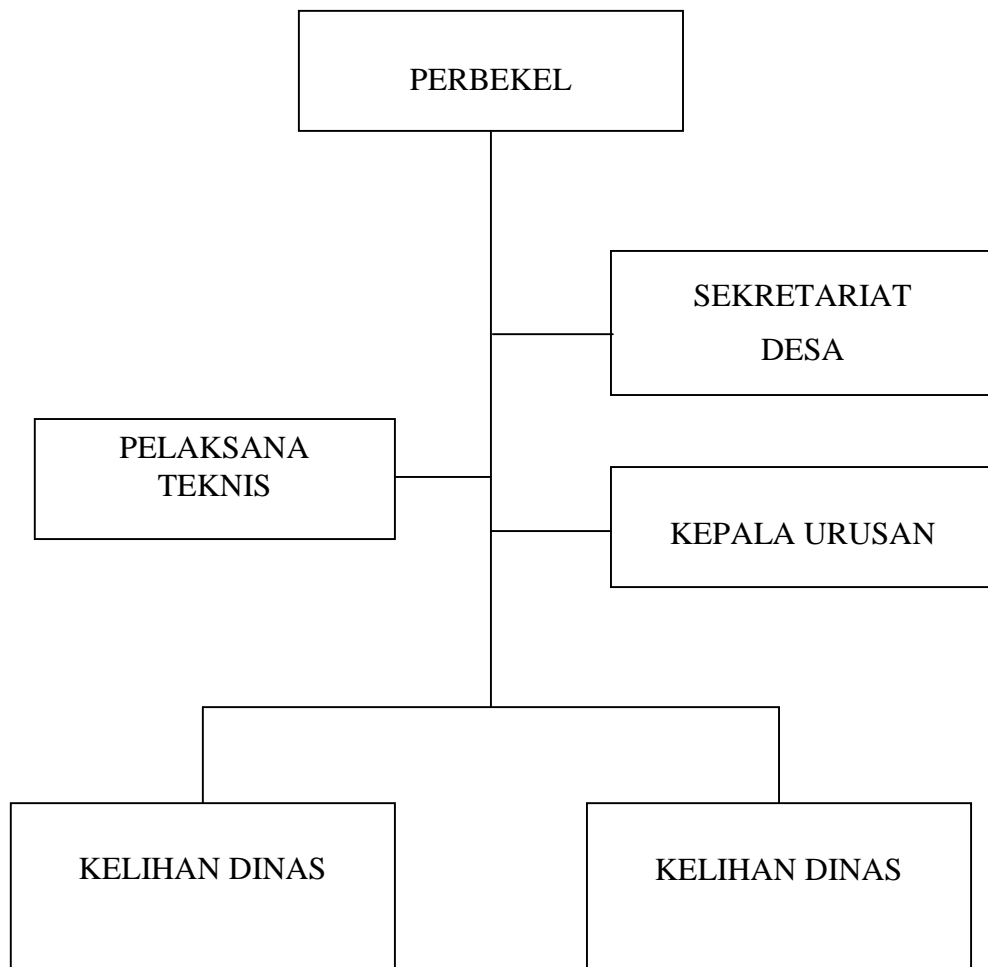 PERBEKEL
SEKRETARIAT
DESA
PELAKSANA
TEKNIS
KEPALA URUSAN
KELIHAN DINAS
KELIHAN DINAS